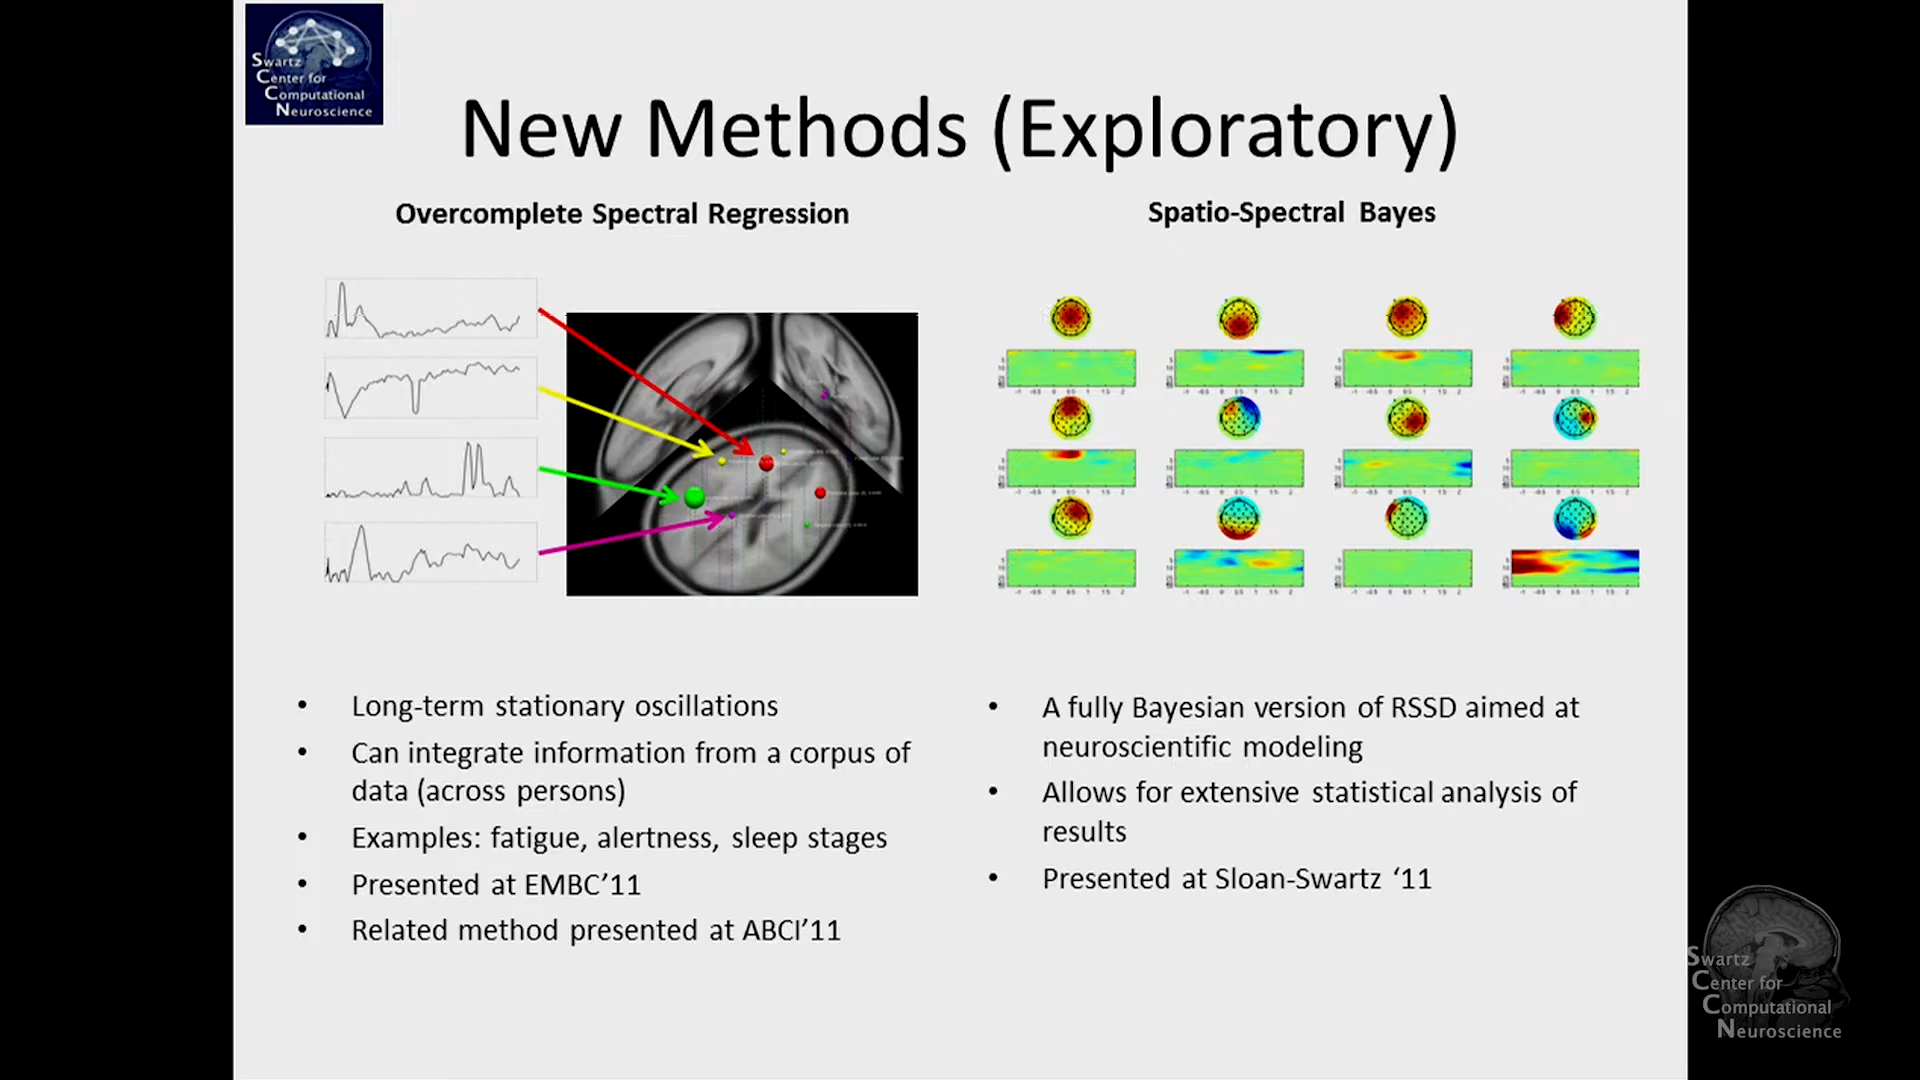 Swartz
Center for
Computational
Neuroscience
New Methods (Exploratory)
Overcomplete Spectral Regression
• Long-term stationary oscillations
• Can integrate information from a corpus of
data (across persons)
• Examples: fatigue, alertness, sleep stages
• Presented at EMBC’11
• Related method presented at ABCI’11
Spatio-Spectral Bayes
• A fully Bayesian version of RSSD aimed at
neuroscientific modeling
• Allows for extensive statistical analysis of
results
• Presented at Sloan-Swartz ‘11
Swartz
Center for
Computational
Neuroscience